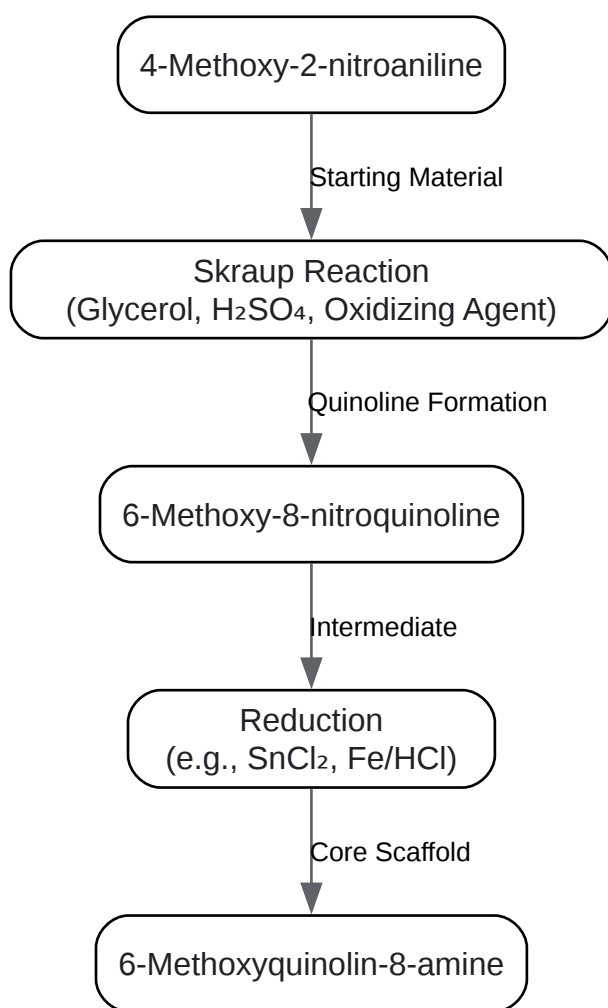 4-Methoxy-2-nitroaniline
Starting Material
Skraup Reaction
(Glycerol, H₂SO₄, Oxidizing Agent)
Quinoline Formation
6-Methoxy-8-nitroquinoline
Intermediate
Reduction
(e.g., SnCl₂, Fe/HCl)
Core Scaffold
6-Methoxyquinolin-8-amine